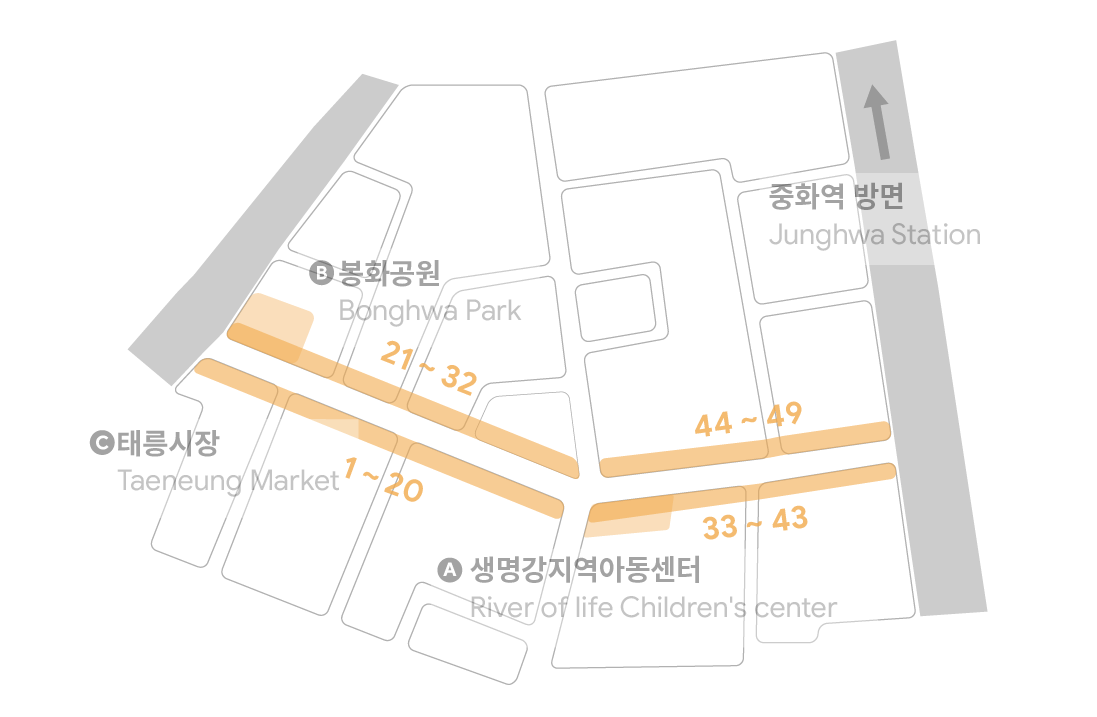 중화역 방면
Junghwa Station
B 봉화공원
Bonghwa Park
21 ~ 32
44 ~ 49
C 태릉시장
Taeneung Market
1 ~ 20
33 ~ 43
A 생명강지역아동센터
River of life Children's center